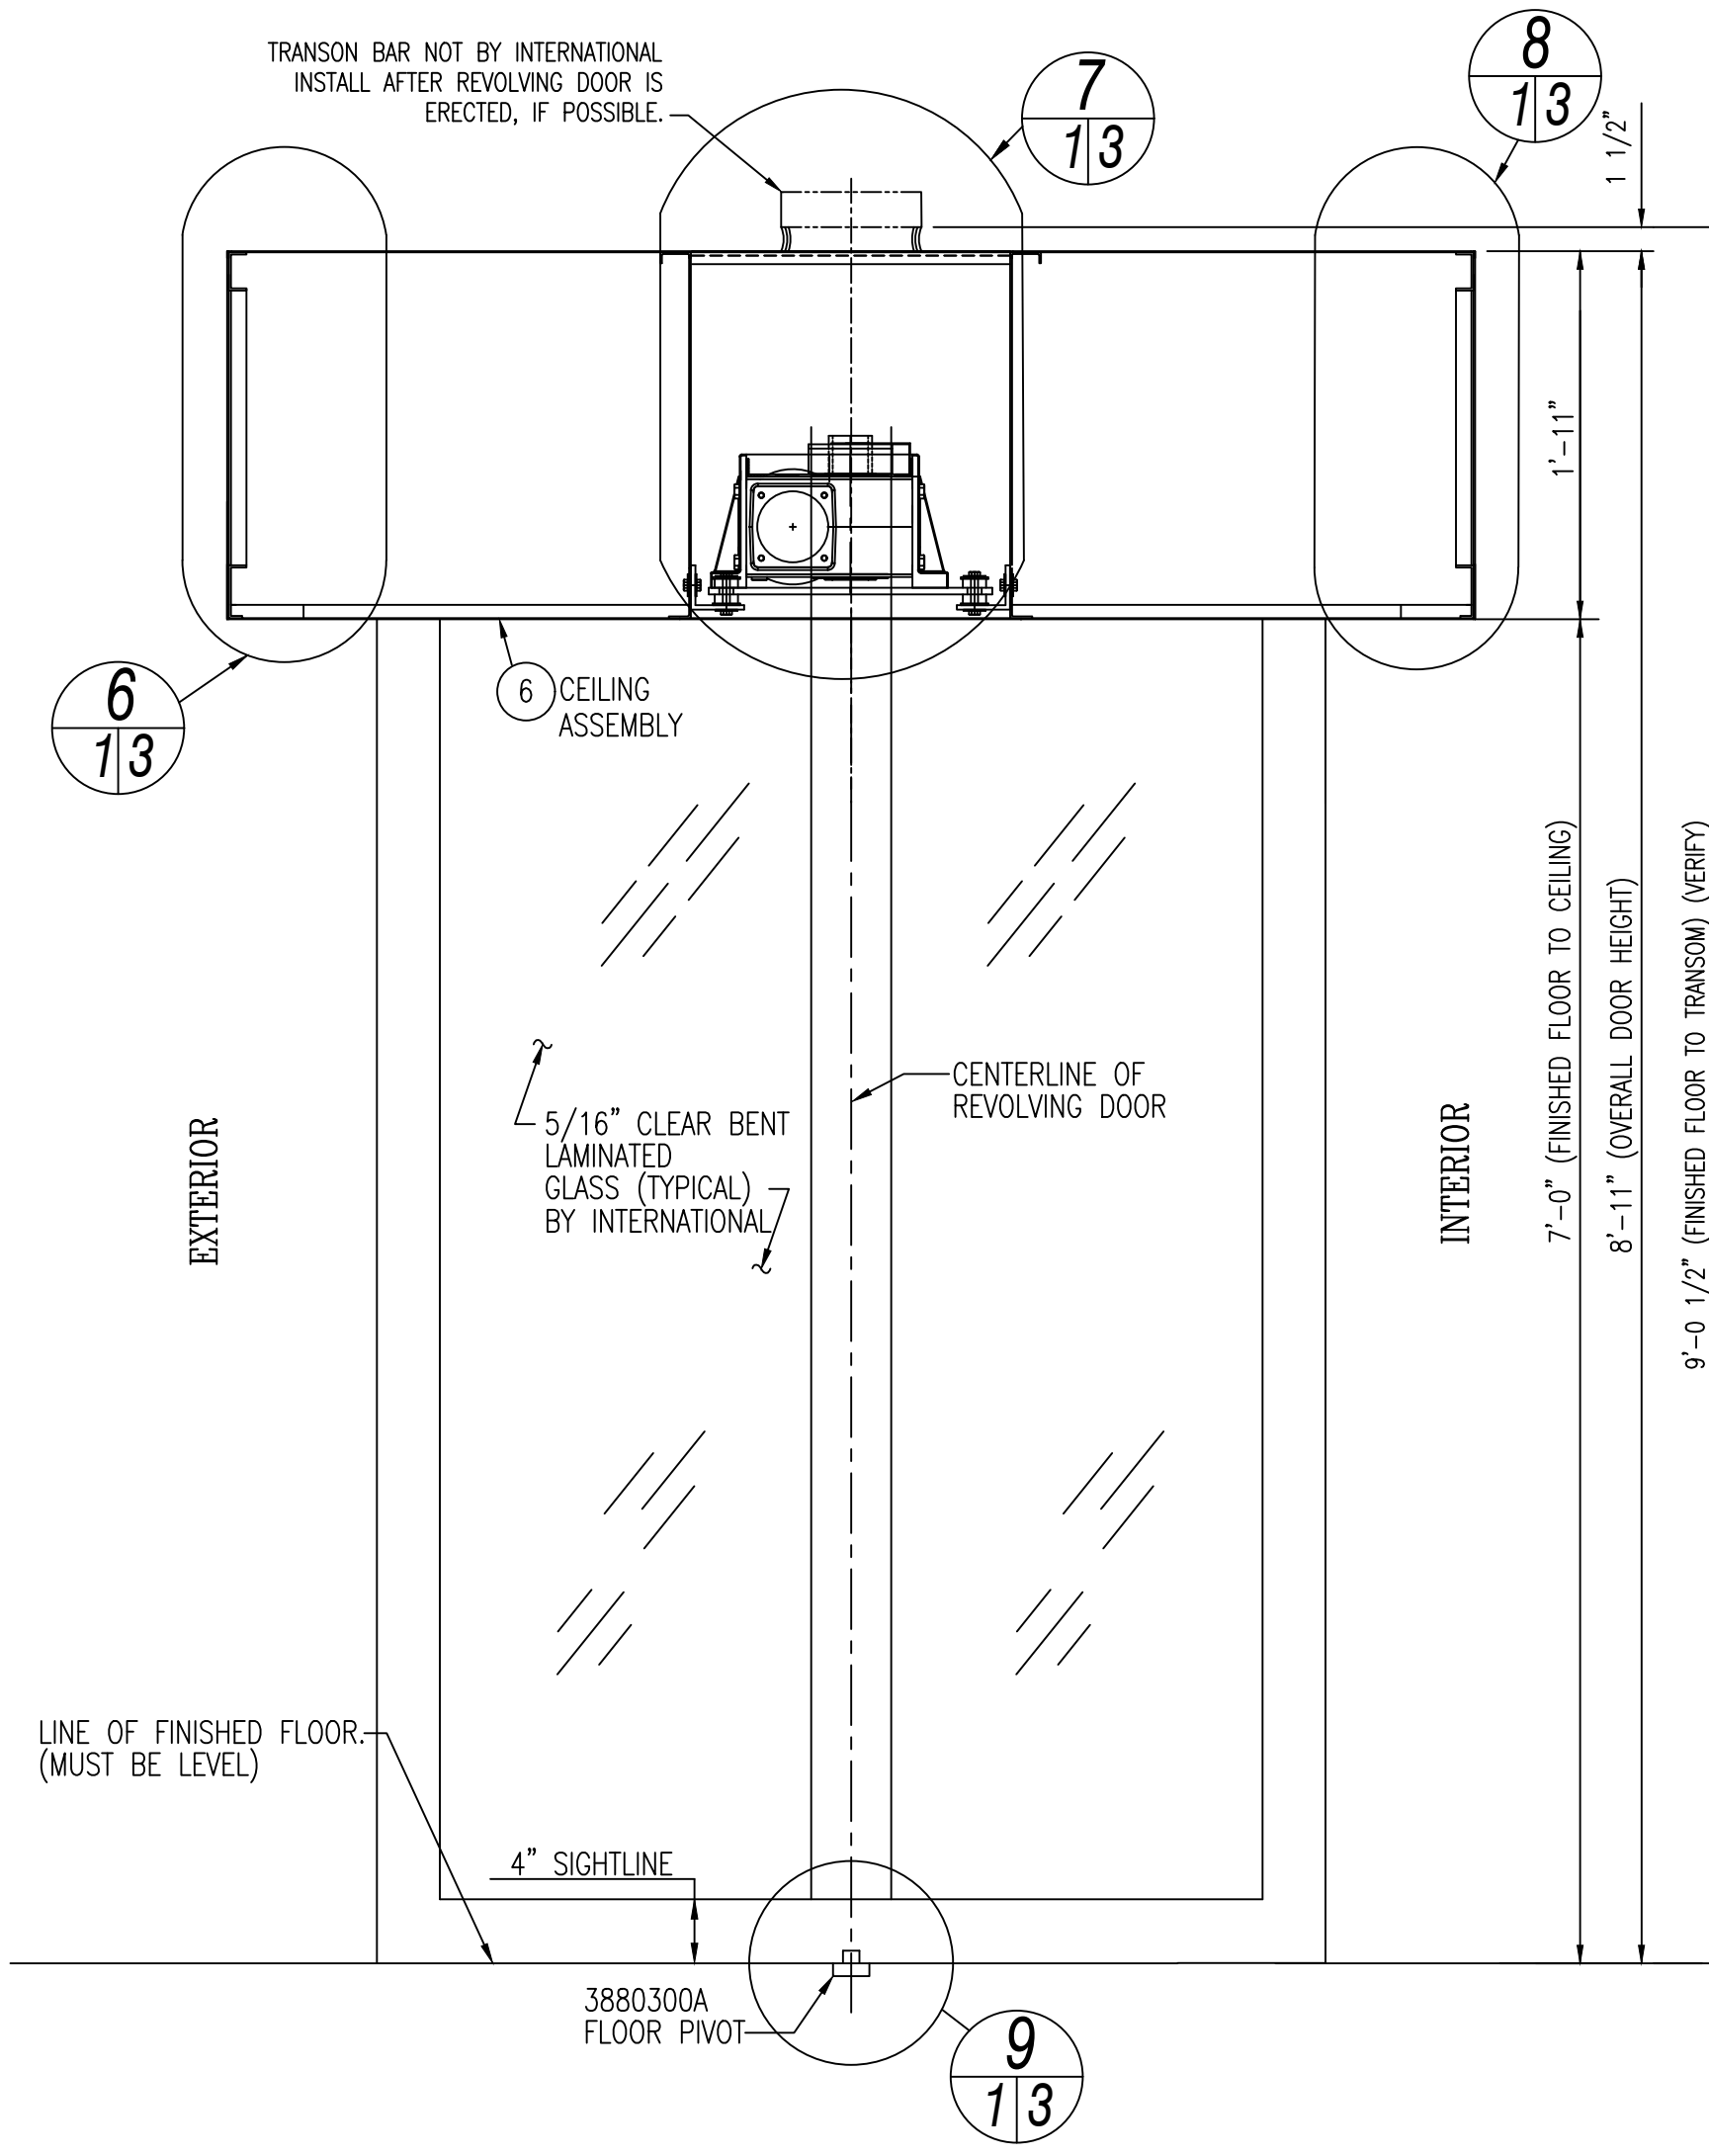 TRANSON BAR NOT BY INTERNATIONAL
INSTALL AFTER REVOLVING DOOR IS
ERECTED, IF POSSIBLE.
7
1 3
8
1 3
1 1/2"
1'-11"
6
1 3
6
CEILING
ASSEMBLY
7'-0" (FINISHED FLOOR TO CEILING)
8'-11" (OVERALL DOOR HEIGHT)
9'-0 1/2" (FINISHED FLOOR TO TRANSOM) (VERIFY)
CENTERLINE OF
REVOLVING DOOR
5/16" CLEAR BENT
LAMINATED
GLASS (TYPICAL)
BY INTERNATIONAL
EXTERIOR
INTERIOR
LINE OF FINISHED FLOOR.
(MUST BE LEVEL)
4" SIGHTLINE
3880300A
FLOOR PIVOT
9
1 3